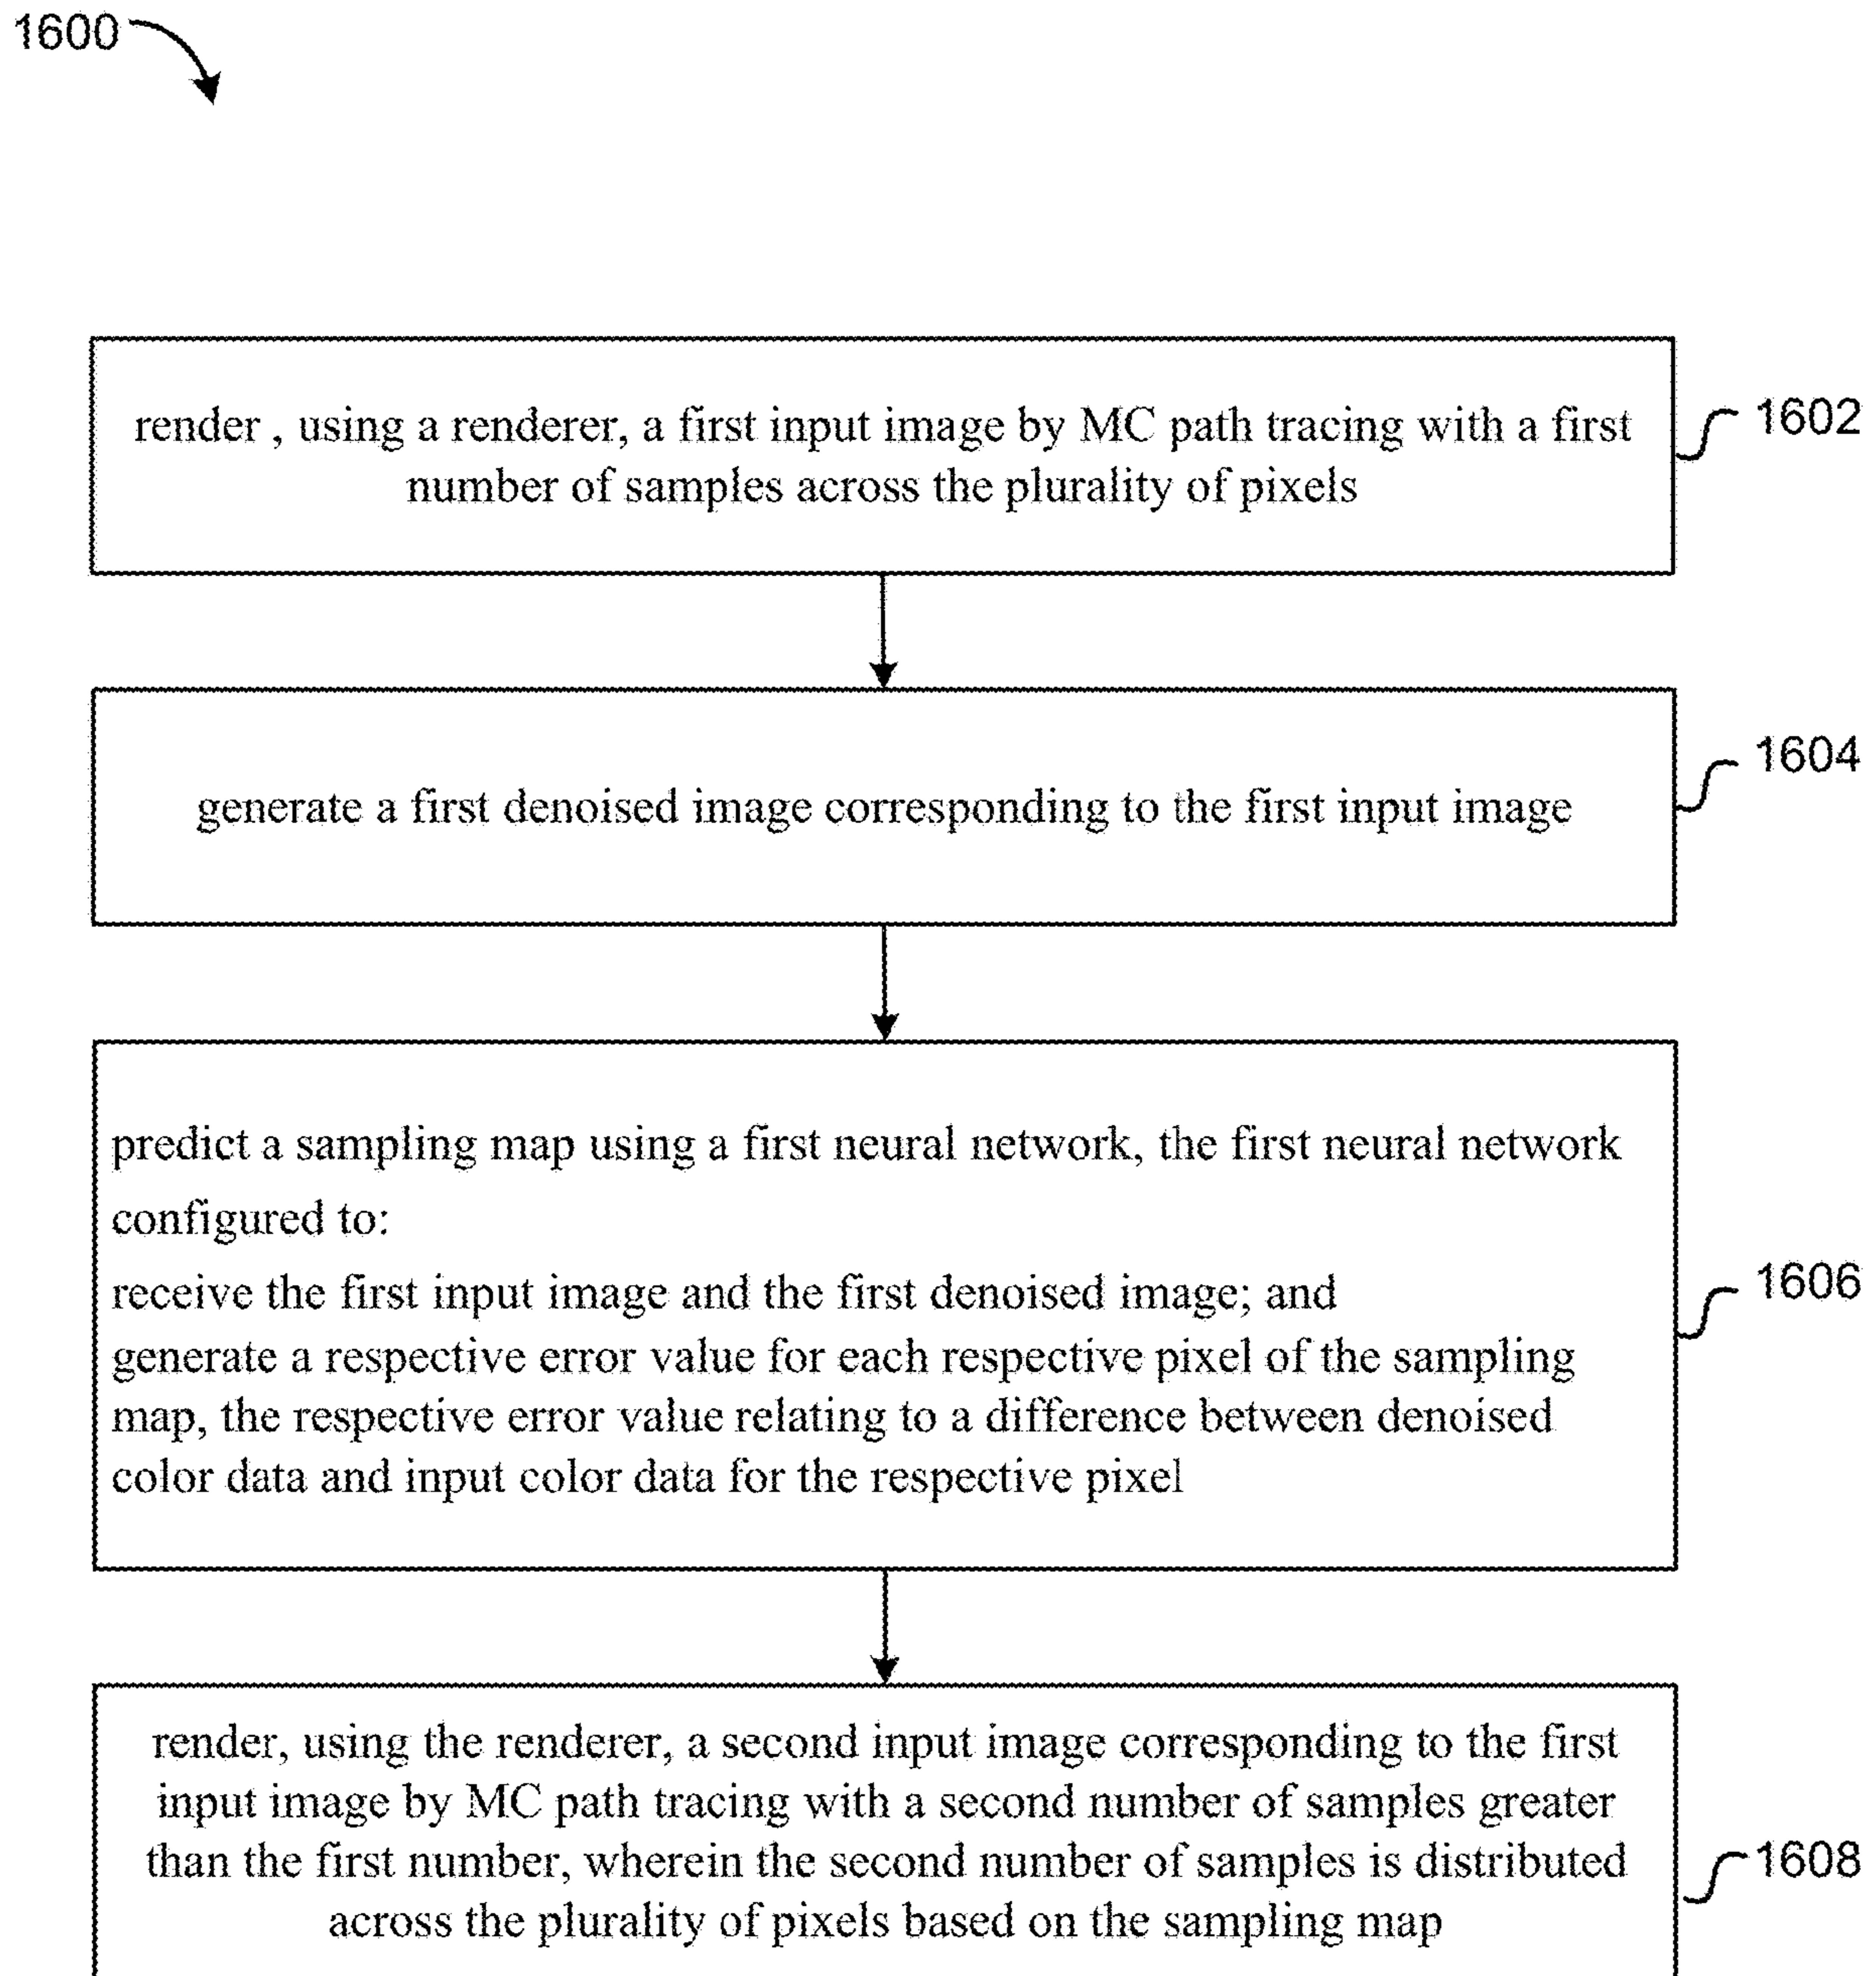 1600
render , using a renderer, a first input image by MC path tracing with a first
number of samples across the plurality of pixels
1602
generate a first denoised image corresponding to the first input image
1604
predict a sampling map using a first neural network, the first neural network
configured to:
receive the first input image and the first denoised image; and
generate a respective error value for each respective pixel of the sampling
map, the respective error value relating to a difference between denoised
color data and input color data for the respective pixel
1606
render, using the renderer, a second input image corresponding to the first
input image by MC path tracing with a second number of samples greater
than the first number, wherein the second number of samples is distributed
across the plurality of pixels based on the sampling map
1608